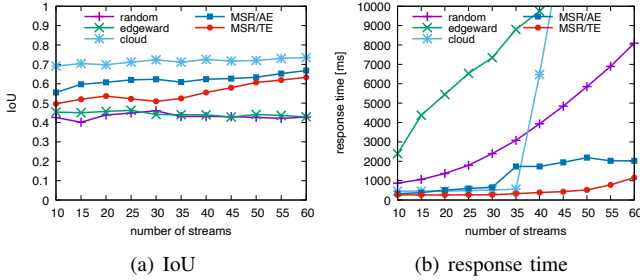 random
edgeward
cloud
MSR/AE
MSR/TE
1
0.9
0.8
0.7
0.6
0.5
0.4
0.3
0.2
0.1
0
IoU
10 15 20 25 30 35 40 45 50 55 60
number of streams
(a) IoU
random
edgeward
cloud
MSR/AE
MSR/TE
10000
9000
8000
7000
6000
5000
4000
3000
2000
1000
0
response time [ms]
10 15 20 25 30 35 40 45 50 55 60
number of streams
(b) response time